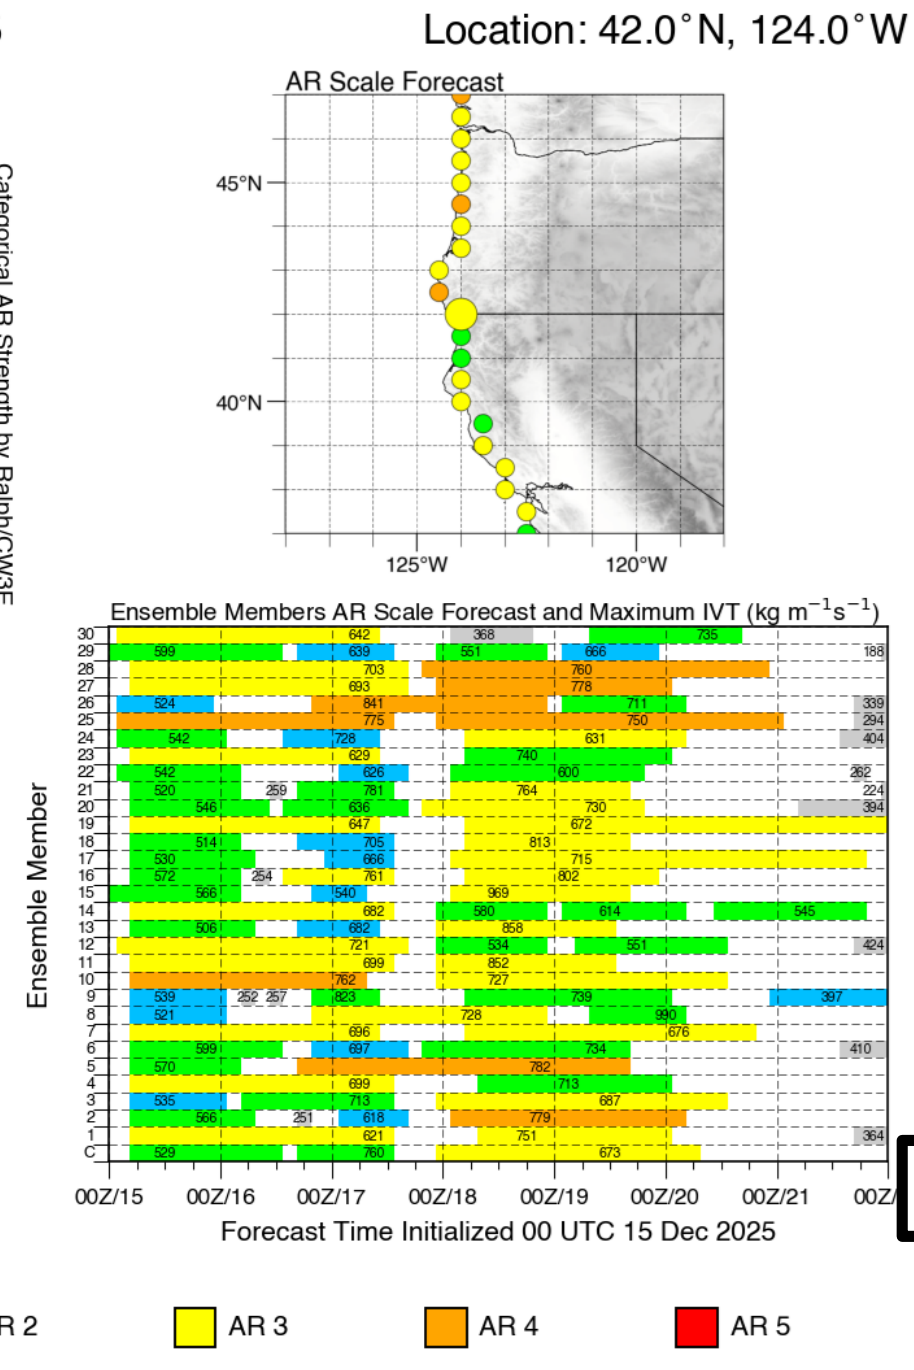 Location: 42.0°N, 124.0°W
AR Scale Forecast
45°N
40°N
125°W 120°W
Categorical AR Strength by Ralph/CW3E
Ensemble Members AR Scale Forecast and Maximum IVT (kg m⁻¹s⁻¹)
Ensemble Member
30 642 368 735
29 599 639 551 666 188
28 703 760
27 693 778
26 524 841 711 339
25 775 750 294
24 542 728 631 404
23 629 740
22 542 626 600 262
21 520 259 781 764 224
20 546 636 730 394
19 647 672
18 514 705 813
17 530 666 715
16 572 254 761 802
15 566 540 969
14 682 580 614 545
13 506 682 858
12 721 534 551 424
11 699 852
10 762 727
9 539 252 257 823 739 397
8 521 728 990
7 696 676
6 599 697 734 410
5 570 782
4 699 713
3 535 713 687
2 566 251 618 779
1 621 751 364
C 529 760 673
00Z/15 00Z/16 00Z/17 00Z/18 00Z/19 00Z/20 00Z/21 00Z/
Forecast Time Initialized 00 UTC 15 Dec 2025
R 2 AR 3 AR 4 AR 5